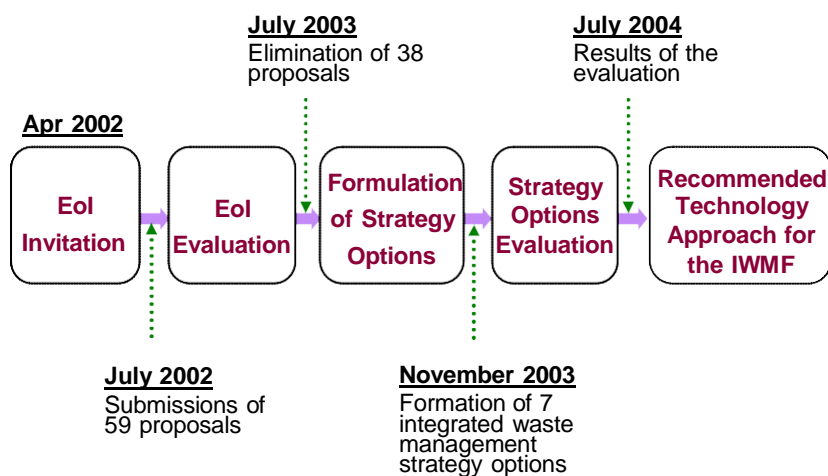 July 2003
Elimination of 38
proposals
July 2004
Results of the
evaluation
Apr 2002
EoI
Invitation
EoI
Evaluation
Formulation
of Strategy
Options
Strategy
Options
Evaluation
Recommended
Technology
Approach for
the IWMF
July 2002
Submissions of
59 proposals
November 2003
Formation of 7
integrated waste
management
strategy options